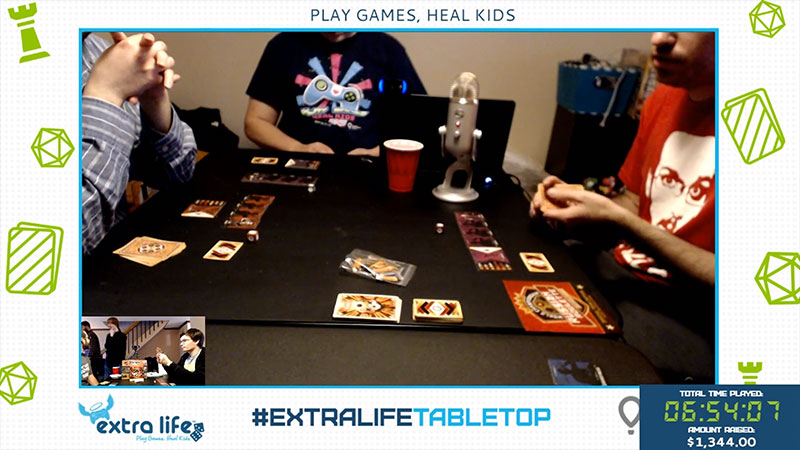 PLAY GAMES, HEAL KIDS
extra life
Play Games. Heal Kids.
#EXTRALIFETABLETOP
TOTAL TIME PLAYED:
06:54:07
AMOUNT RAISED:
$1,344.00